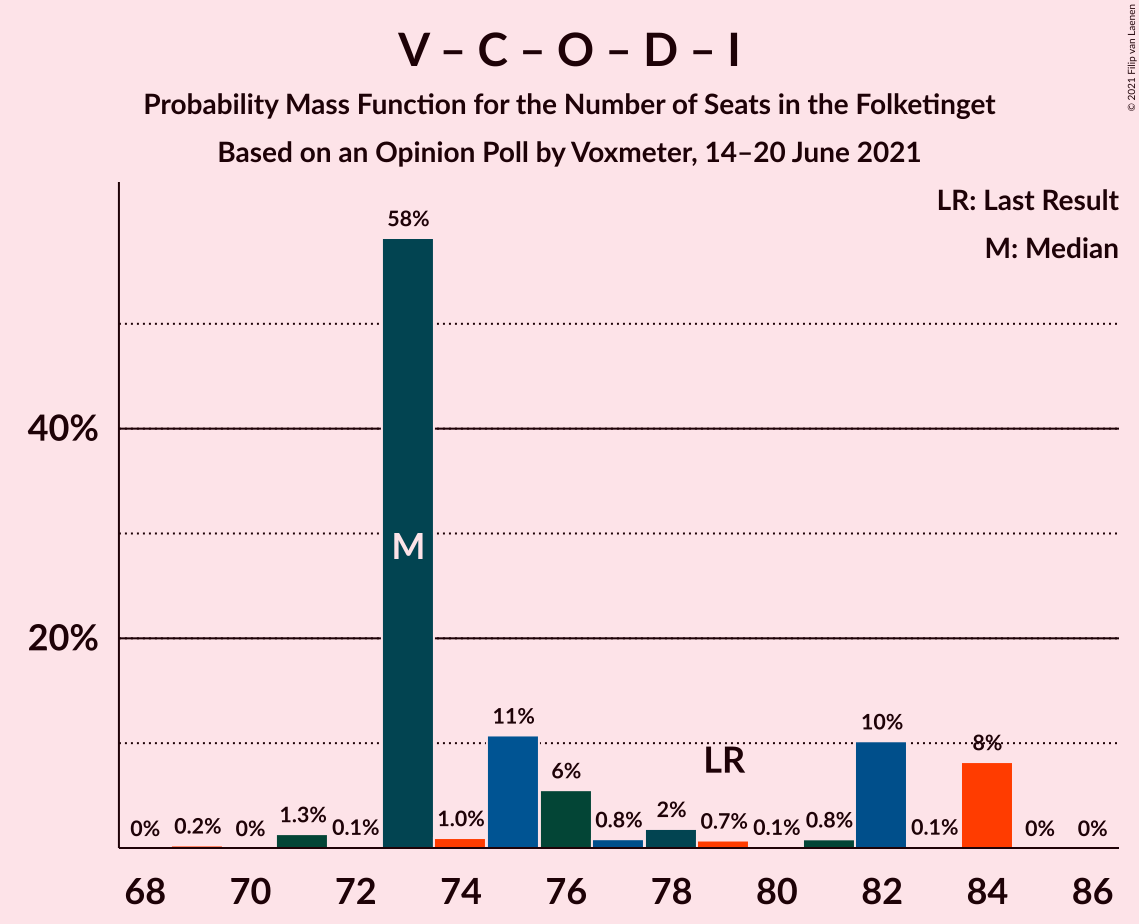 V – C – O – D – I
Probability Mass Function for the Number of Seats in the Folketinget
Based on an Opinion Poll by Voxmeter, 14–20 June 2021
© 2021 Filip van Laenen
LR: Last Result
M: Median
58%
40%
M
20%
11%
10%
8%
LR
6%
2%
1.3%
1.0%
0.8%
0.7%
0.8%
0%
0.2%
0%
0.1%
0.1%
0.1%
0%
0%
68 70 72 74 76 78 80 82 84 86